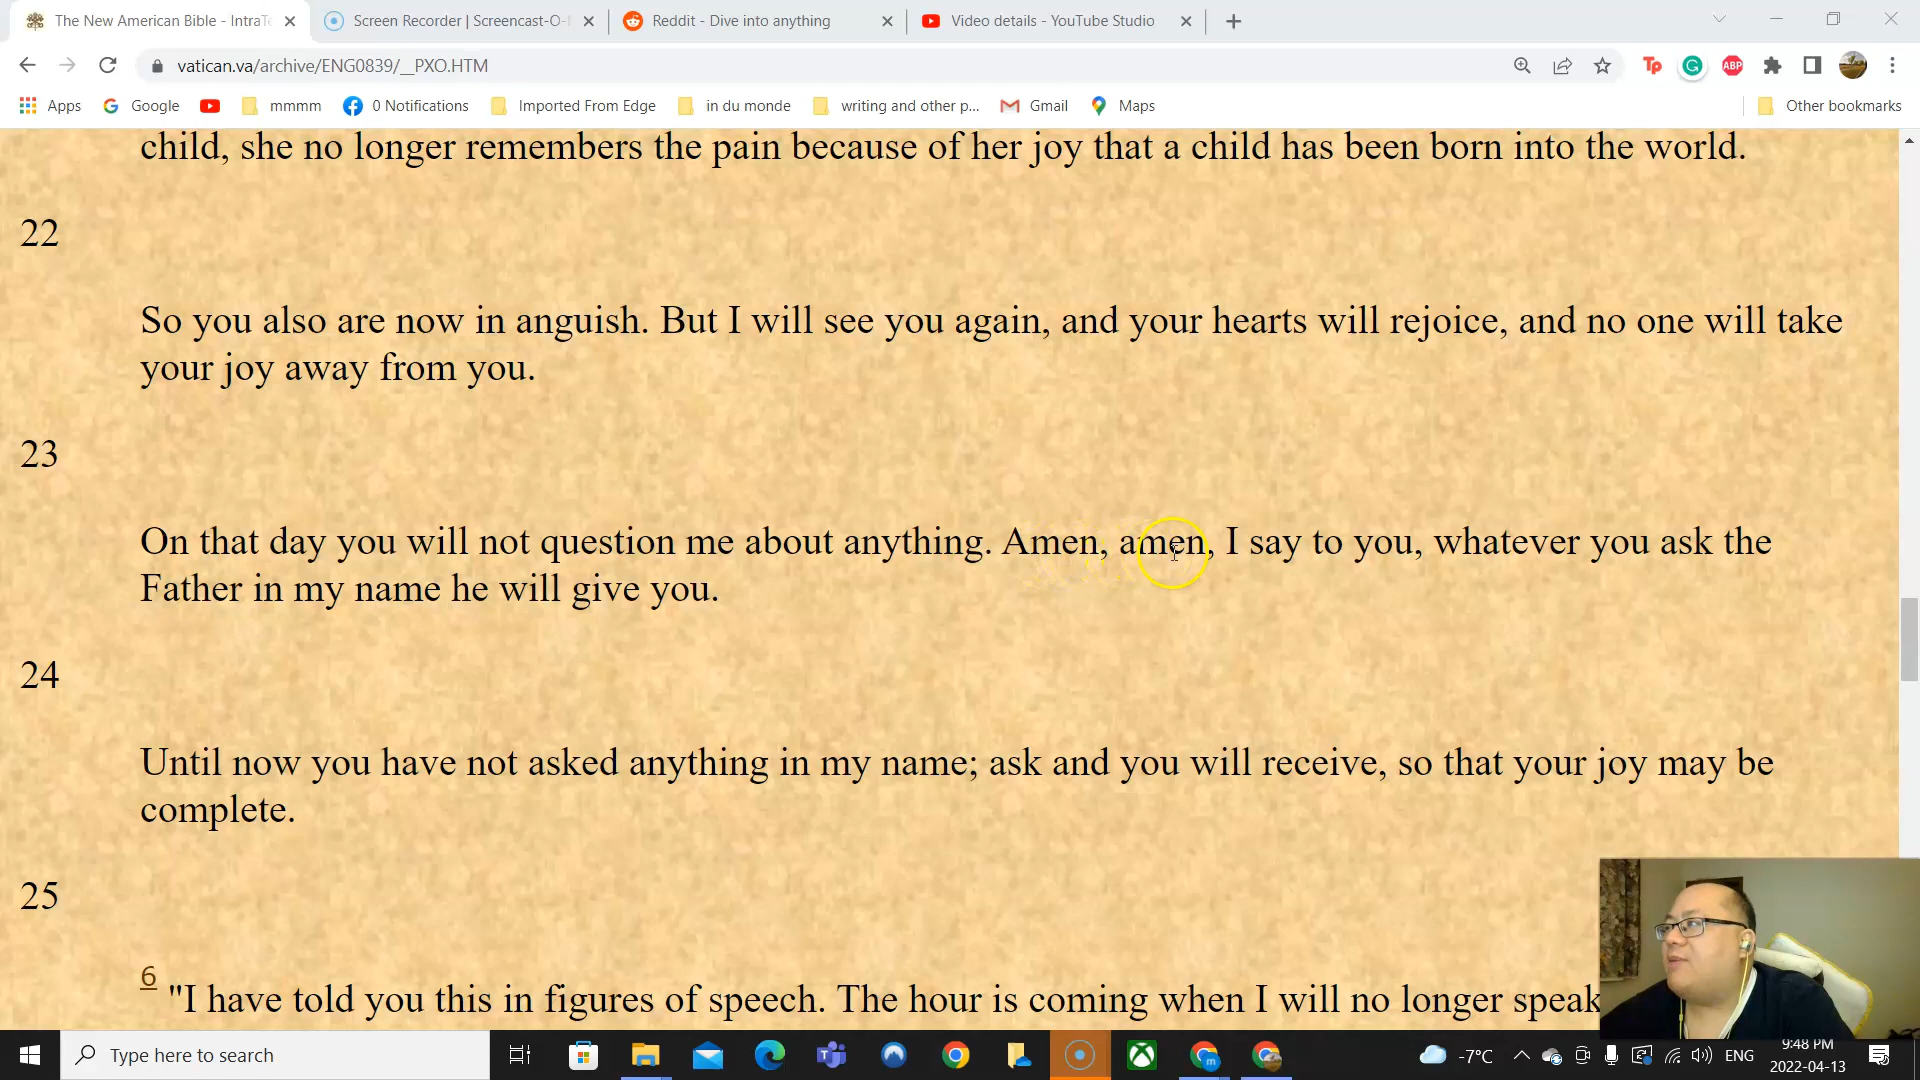 The New American Bible - IntraTe
Screen Recorder | Screencast-O-
Reddit - Dive into anything
Video details - YouTube Studio
vatican.va/archive/ENG0839/__PXO.HTM
Apps
Google
mmmm
0 Notifications
Imported From Edge
in du monde
writing and other p...
Gmail
Maps
Other bookmarks
child, she no longer remembers the pain because of her joy that a child has been born into the world.
22
So you also are now in anguish. But I will see you again, and your hearts will rejoice, and no one will take
your joy away from you.
23
On that day you will not question me about anything. Amen, amen, I say to you, whatever you ask the
Father in my name he will give you.
24
Until now you have not asked anything in my name; ask and you will receive, so that your joy may be
complete.
25
6 "I have told you this in figures of speech. The hour is coming when I will no longer speak
Type here to search
-7°C
ENG
9:48 PM
2022-04-13